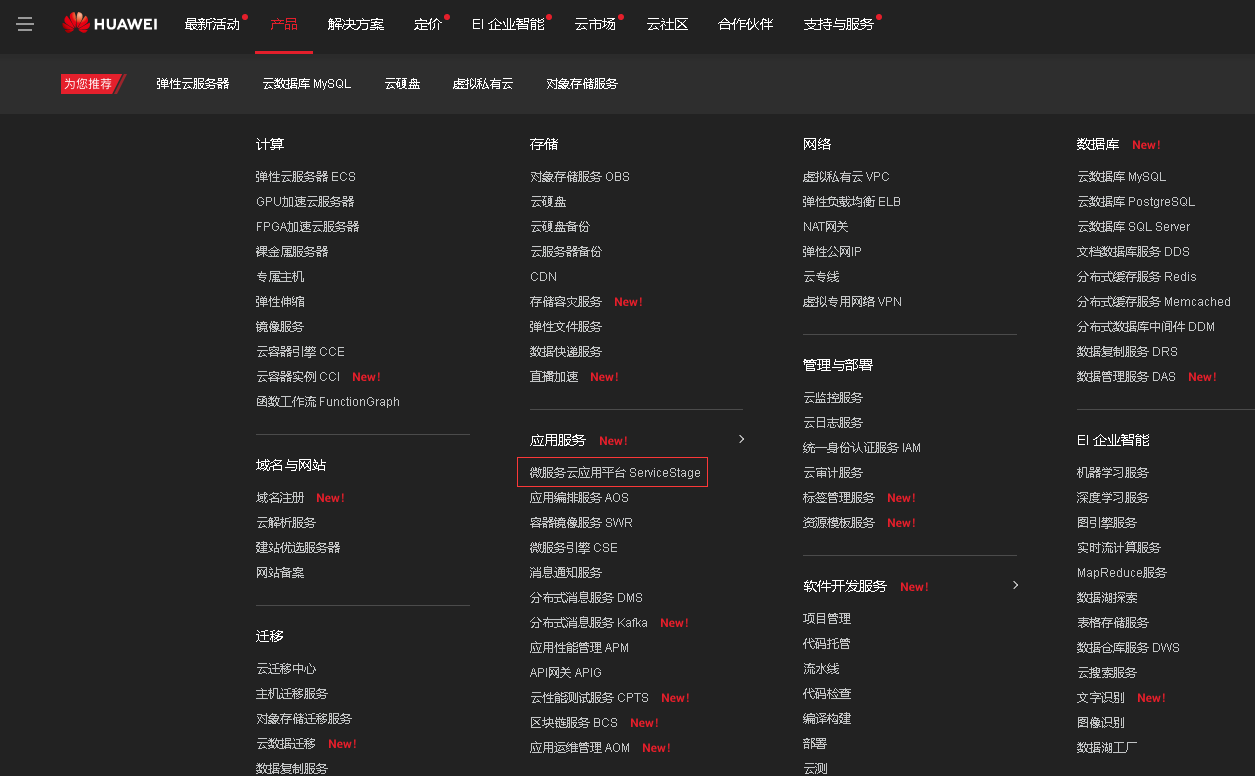 HUAWEI 最新活动 产品 解决方案 定价 EI 企业智能 云市场 云社区 合作伙伴 支持与服务
为您推荐 弹性云服务器 云数据库 MySQL 云硬盘 虚拟私有云 对象存储服务
计算
弹性云服务器 ECS
GPU加速云服务器
FPGA加速云服务器
裸金属服务器
专属主机
弹性伸缩
镜像服务
云容器引擎 CCE
云容器实例 CCI New!
函数工作流 FunctionGraph
域名与网站
域名注册 New!
云解析服务
建站优选服务器
网站备案
迁移
云迁移中心
主机迁移服务
对象存储迁移服务
云数据迁移 New!
数据复制服务
存储
对象存储服务 OBS
云硬盘
云硬盘备份
云服务器备份
CDN
存储容灾服务 New!
弹性文件服务
数据快递服务
直播加速 New!
应用服务 New!
微服务云应用平台 ServiceStage
应用编排服务 AOS
容器镜像服务 SWR
微服务引擎 CSE
消息通知服务
分布式消息服务 DMS
分布式消息服务 Kafka New!
应用性能管理 APM
API网关 APIG
云性能测试服务 CPTS New!
区块链服务 BCS New!
应用运维管理 AOM New!
网络
虚拟私有云 VPC
弹性负载均衡 ELB
NAT网关
弹性公网IP
云专线
虚拟专用网络 VPN
管理与部署
云监控服务
云日志服务
统一身份认证服务 IAM
云审计服务
标签管理服务 New!
资源模板服务 New!
软件开发服务 New!
项目管理
代码托管
流水线
代码检查
编译构建
部署
云测
数据库 New!
云数据库 MySQL
云数据库 PostgreSQL
云数据库 SQL Server
文档数据库服务 DDS
分布式缓存服务 Redis
分布式缓存服务 Memcached
分布式数据库中间件 DDM
数据复制服务 DRS
数据管理服务 DAS New!
EI 企业智能
机器学习服务
深度学习服务
图引擎服务
实时流计算服务
MapReduce服务
数据湖探索
表格存储服务
数据仓库服务 DWS
云搜索服务
文字识别 New!
图像识别
数据湖工厂